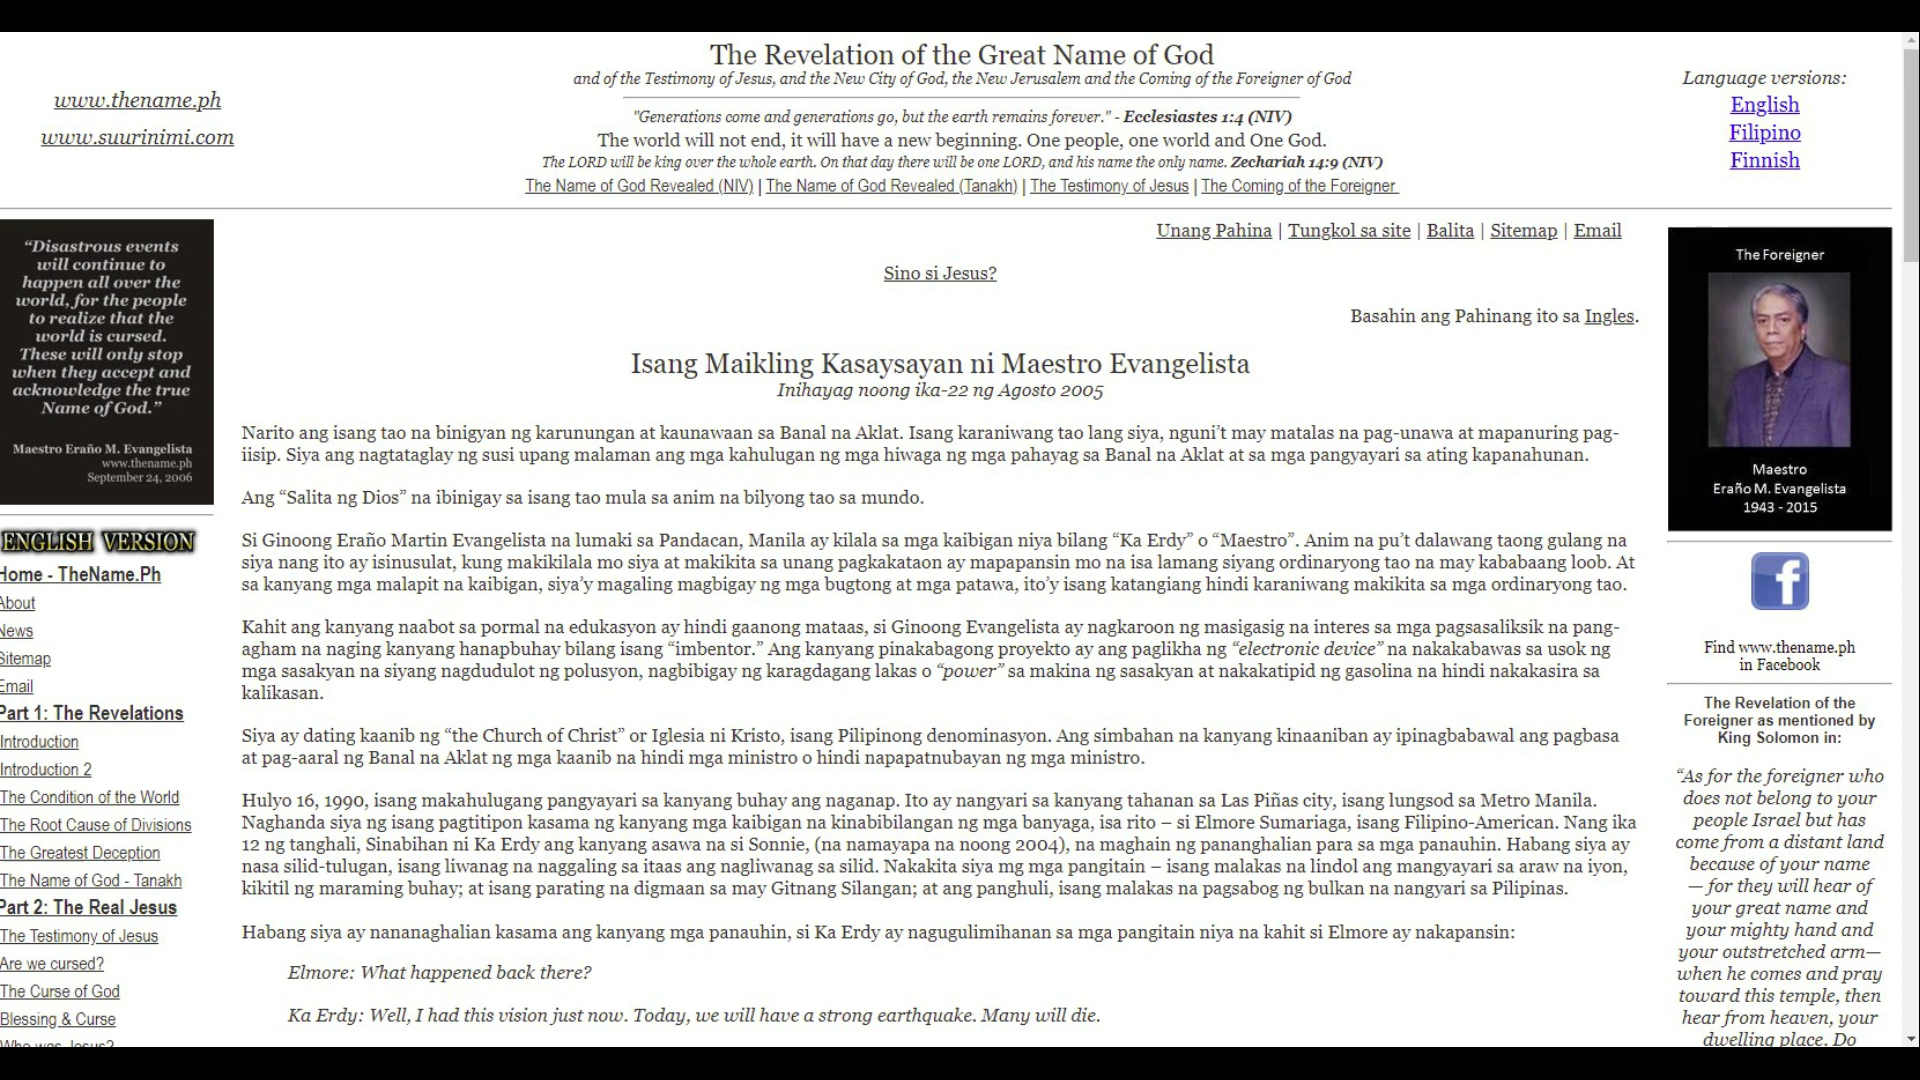 The Revelation of the Great Name of God
and of the Testimony of Jesus, and the New City of God, the New Jerusalem and the Coming of the Foreigner of God
"Generations come and generations go, but the earth remains forever." - Ecclesiastes 1:4 (NIV)
The world will not end, it will have a new beginning. One people, one world and One God.
The LORD will be king over the whole earth. On that day there will be one LORD, and his name the only name. Zechariah 14:9 (NIV)
The Name of God Revealed (NIV) | The Name of God Revealed (Tanakh) | The Testimony of Jesus | The Coming of the Foreigner
www.thename.ph
www.suurinimi.com
Language versions:
English
Filipino
Finnish
“Disastrous events
will continue to
happen all over the
world, for the people
to realize that the
world is cursed.
These will only stop
when they accept and
acknowledge the true
Name of God.”
Maestro Eraño M. Evangelista
www.thename.ph
September 24, 2006
ENGLISH VERSION
Home - TheName.Ph
About
News
Sitemap
Email
Part 1: The Revelations
Introduction
Introduction 2
The Condition of the World
The Root Cause of Divisions
The Greatest Deception
The Name of God - Tanakh
Part 2: The Real Jesus
The Testimony of Jesus
Are we cursed?
The Curse of God
Blessing & Curse
Who was Jesus?
Unang Pahina | Tungkol sa site | Balita | Sitemap | Email
Sino si Jesus?
Basahin ang Pahinang ito sa Ingles.
Isang Maikling Kasaysayan ni Maestro Evangelista
Inihayag noong ika-22 ng Agosto 2005
Narito ang isang tao na binigyan ng karunungan at kaunawaan sa Banal na Aklat. Isang karaniwang tao lang siya, nguni’t may matalas na pag-unawa at mapanuring pag-
iisip. Siya ang nagtataglay ng susi upang malaman ang mga kahulugan ng mga hiwaga ng mga pahayag sa Banal na Aklat at sa mga pangyayari sa ating kapanahunan.
Ang “Salita ng Dios” na ibinigay sa isang tao mula sa anim na bilyong tao sa mundo.
Si Ginoong Eraño Martin Evangelista na lumaki sa Pandacan, Manila ay kilala sa mga kaibigan niya bilang “Ka Erdy” o “Maestro”. Anim na pu’t dalawang taong gulang na
siya nang ito ay isinusulat, kung makikilala mo siya at makikita sa unang pagkakataon ay mapapansin mo na isa lamang siyang ordinaryong tao na may kababaang loob. At
sa kanyang mga malapit na kaibigan, siya’y magaling magbigay ng mga bugtong at mga patawa, ito’y isang katangiang hindi karaniwang makikita sa mga ordinaryong tao.
Kahit ang kanyang naabot sa pormal na edukasyon ay hindi gaanong mataas, si Ginoong Evangelista ay nagkaroon ng masigasig na interes sa mga pagsasaliksik na pang-
agham na naging kanyang hanapbuhay bilang isang “imbentor.” Ang kanyang pinakabagong proyekto ay ang paglikha ng “electronic device” na nakakabawas sa usok ng
mga sasakyan na siyang nagdudulot ng polusyon, nagbibigay ng karagdagang lakas o “power” sa makina ng sasakyan at nakakatipid ng gasolina na hindi nakakasira sa
kalikasan.
Siya ay dating kaanib ng “the Church of Christ” or Iglesia ni Kristo, isang Pilipinong denominasyon. Ang simbahan na kanyang kinaaniban ay ipinagbabawal ang pagbasa
at pag-aaral ng Banal na Aklat ng mga kaanib na hindi mga ministro o hindi napapatnubayan ng mga ministro.
Hulyo 16, 1990, isang makahulugang pangyayari sa kanyang buhay ang naganap. Ito ay nangyari sa kanyang tahanan sa Las Piñas city, isang lungsod sa Metro Manila.
Naghanda siya ng isang pagtitipon kasama ng kanyang mga kaibigan na kinabibilangan ng mga banyaga, isa rito – si Elmore Sumariaga, isang Filipino-American. Nang ika
12 ng tanghali, Sinabihan ni Ka Erdy ang kanyang asawa na si Sonnie, (na namayapa na noong 2004), na maghain ng pananghalian para sa mga panauhin. Habang siya ay
nasa silid-tulugan, isang liwanag na naggaling sa itaas ang nagliwanag sa silid. Nakakita siya mg mga pangitain – isang malakas na lindol ang mangyayari sa araw na iyon,
kikitil ng maraming buhay; at isang parating na digmaan sa may Gitnang Silangan; at ang panghuli, isang malakas na pagsabog ng bulkan na nangyari sa Pilipinas.
Habang siya ay nananaghalian kasama ang kanyang mga panauhin, si Ka Erdy ay nagugulimihanan sa mga pangitain niya na kahit si Elmore ay nakapansin:
Elmore: What happened back there?
Ka Erdy: Well, I had this vision just now. Today, we will have a strong earthquake. Many will die.
The Foreigner
Maestro
Eraño M. Evangelista
1943 - 2015
f
Find www.thename.ph
in Facebook
The Revelation of the
Foreigner as mentioned by
King Solomon in:
“As for the foreigner who
does not belong to your
people Israel but has
come from a distant land
because of your name
— for they will hear of
your great name and
your mighty hand and
your outstretched arm—
when he comes and pray
toward this temple, then
hear from heaven, your
dwelling place. Do